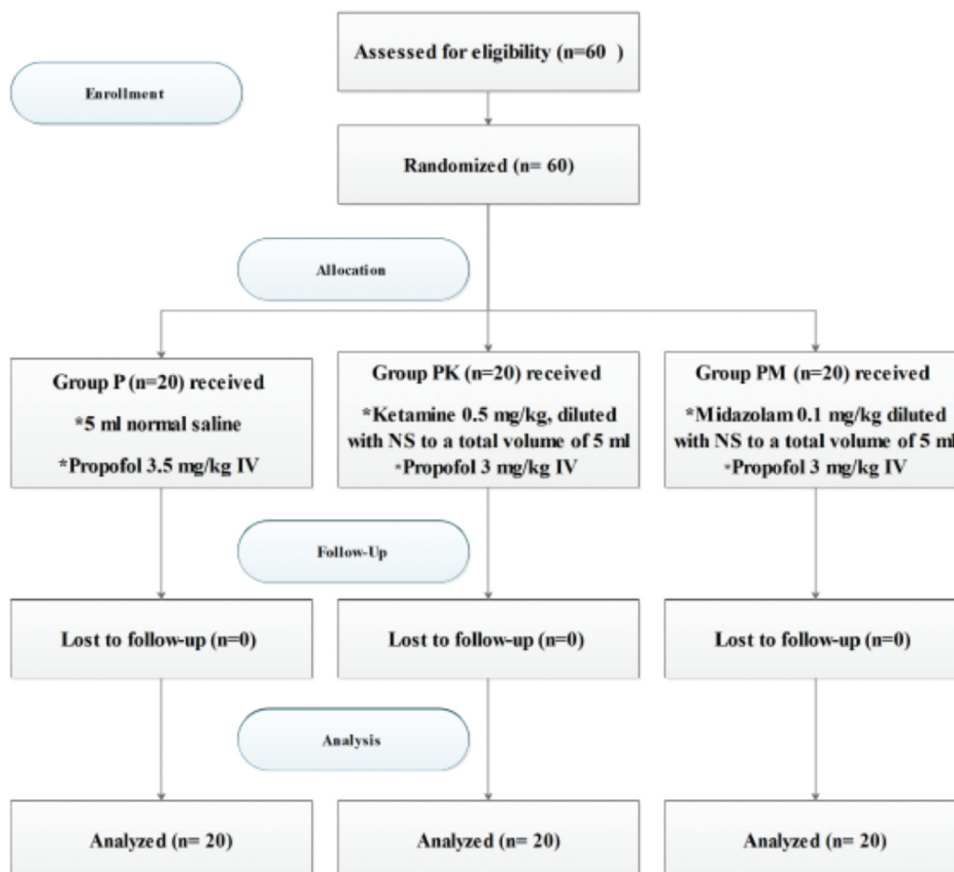 Assessed for eligibility (n=60 )
Enrollment
Randomized (n= 60)
Allocation
Group P (n=20) received
*5 ml normal saline
*Propofol 3.5 mg/kg IV
Group PK (n=20) received
*Ketamine 0.5 mg/kg, diluted
with NS to a total volume of 5 ml
*Propofol 3 mg/kg IV
Group PM (n=20) received
*Midazolam 0.1 mg/kg diluted
with NS to a total volume of 5 ml
*Propofol 3 mg/kg IV
Follow-Up
Lost to follow-up (n=0)
Lost to follow-up (n=0)
Lost to follow-up (n=0)
Analysis
Analyzed (n= 20)
Analyzed (n= 20)
Analyzed (n= 20)